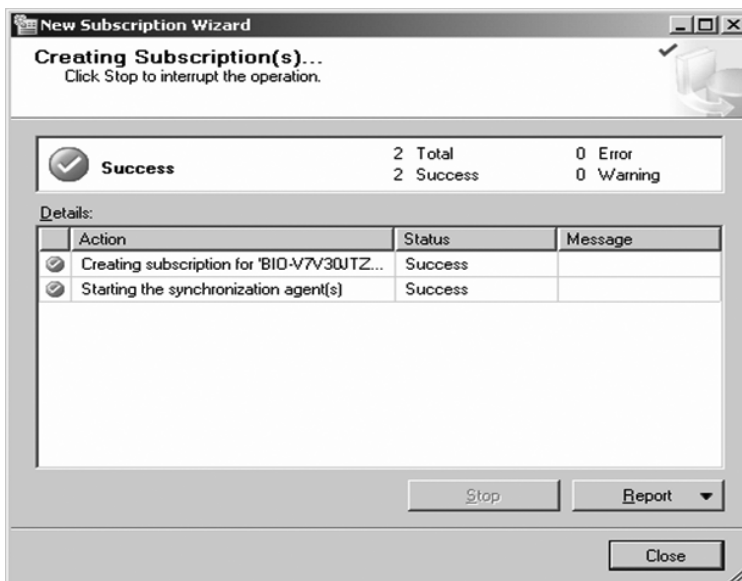 New Subscription Wizard
Creating Subscription(s)...
Click Stop to interrupt the operation.
Success
2 Total 0 Error
2 Success 0 Warning
Details:
Action Status Message
Creating subscription for 'BIO-V7V30JTZ... Success
Starting the synchronization agent(s) Success
Stop Report
Close